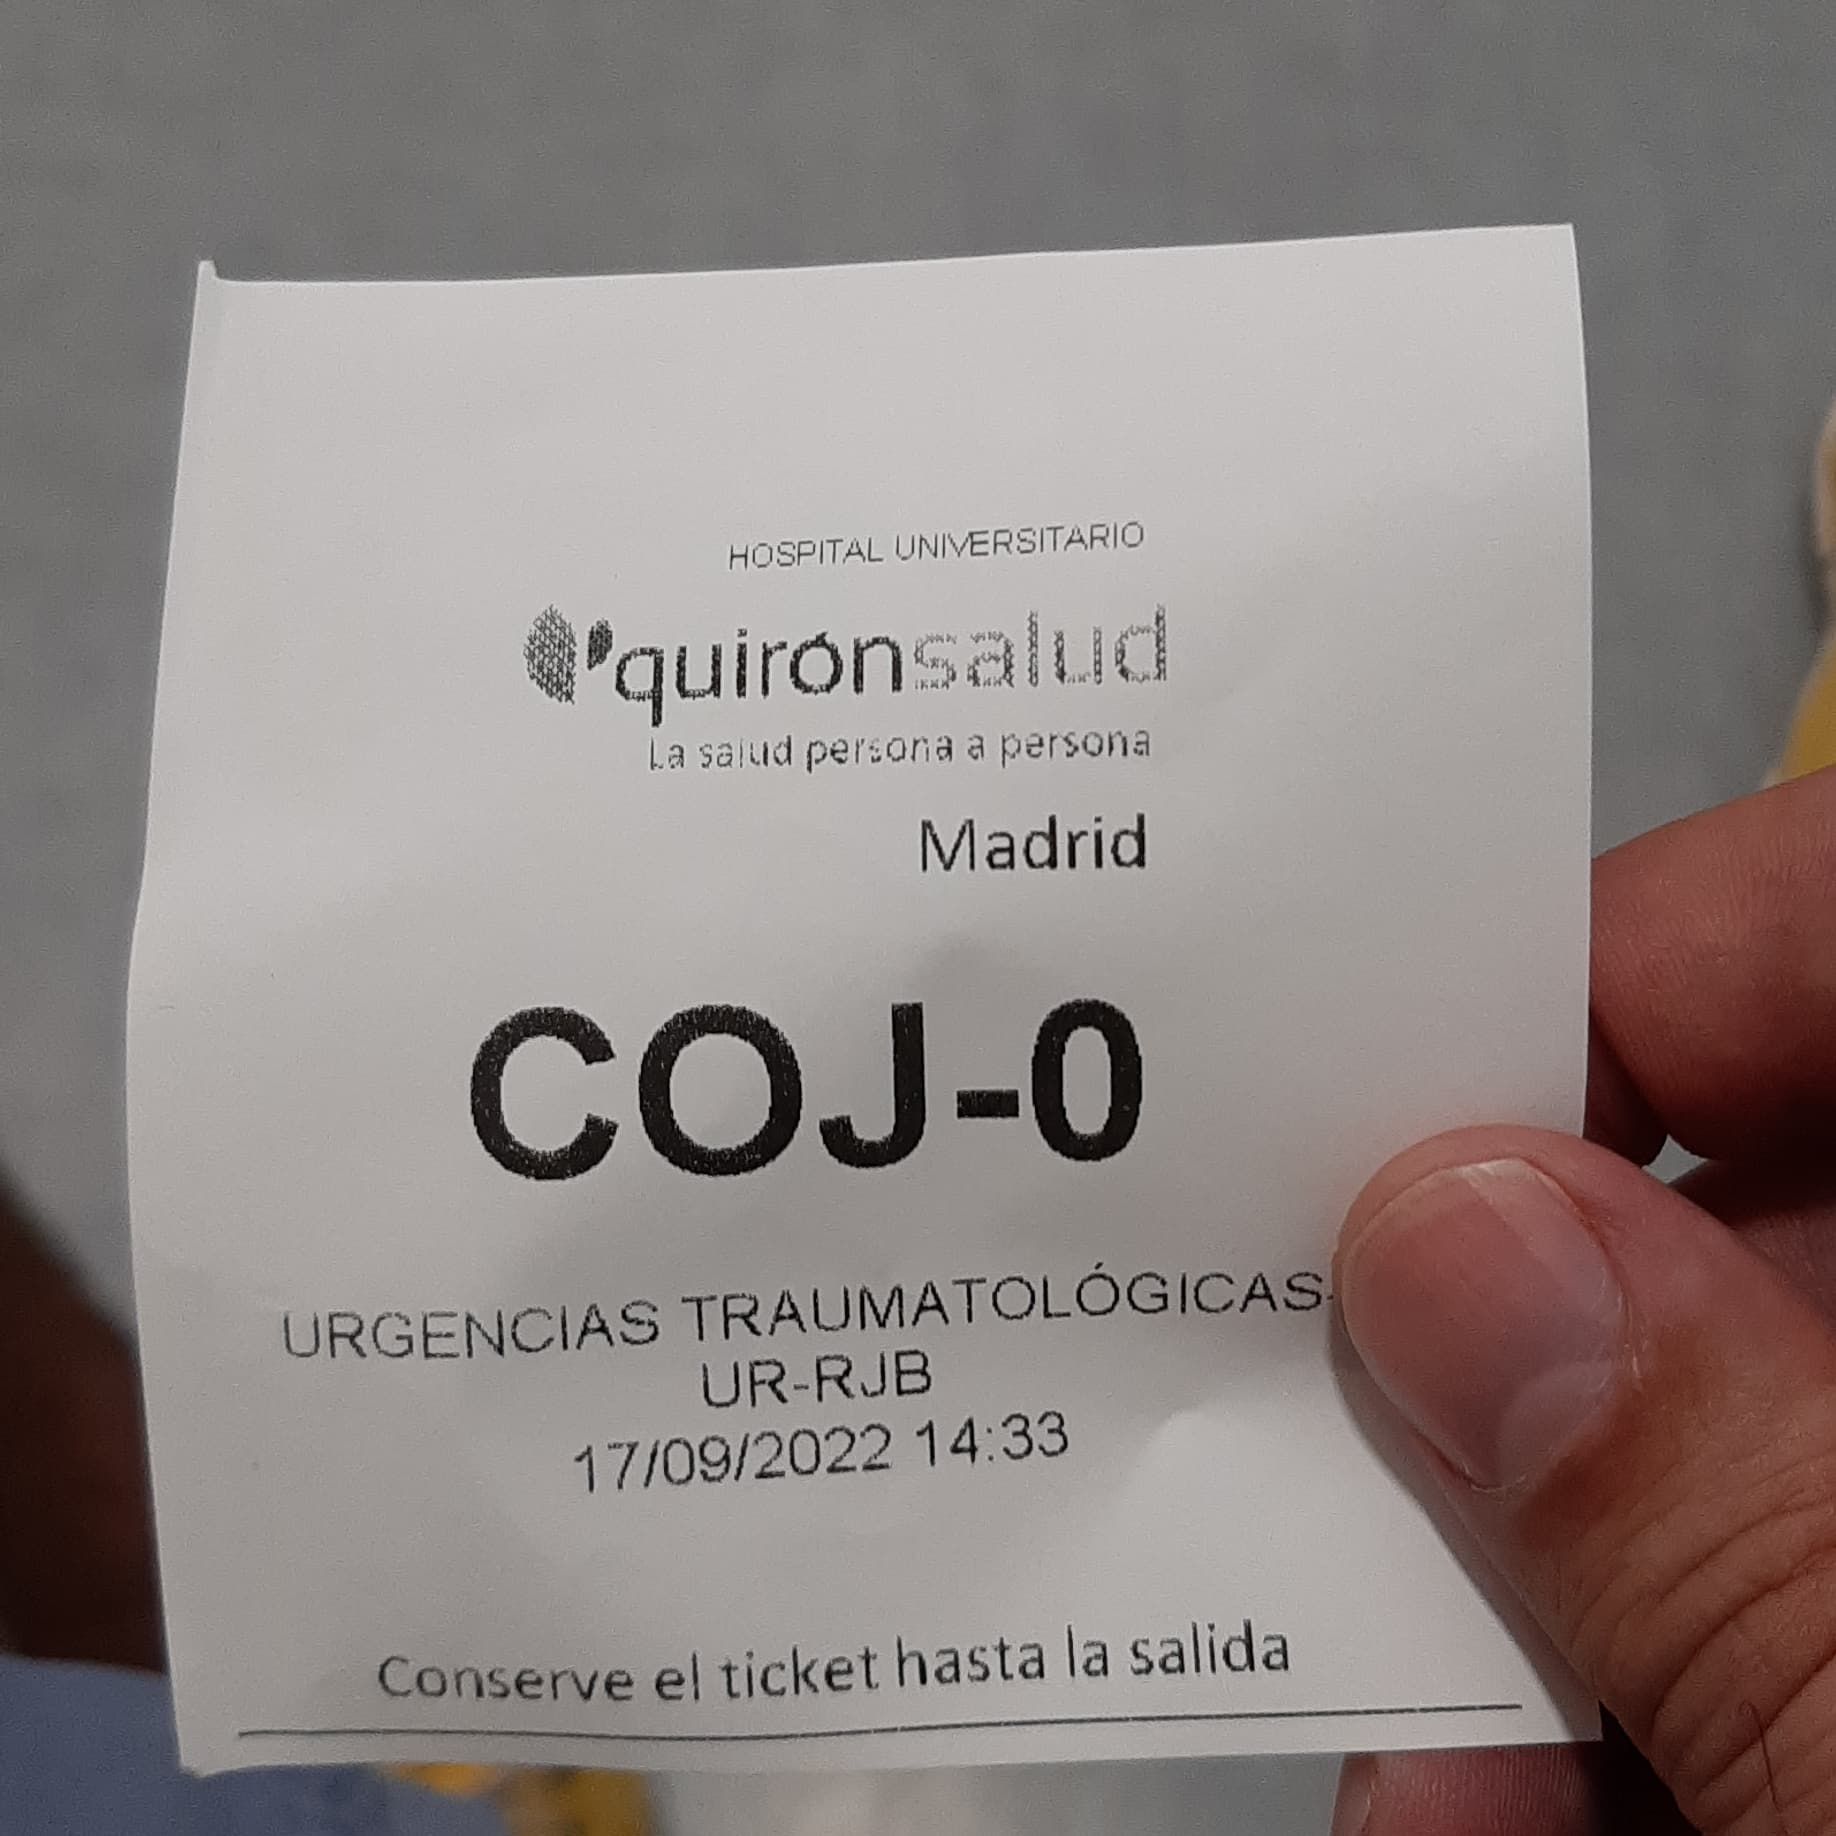 HOSPITAL UNIVERSITARIO
quirónsalud
La salud persona a persona
Madrid
COJ-0
URGENCIAS TRAUMATOLÓGICAS-
UR-RJB
17/09/2022 14:33
Conserve el ticket hasta la salida